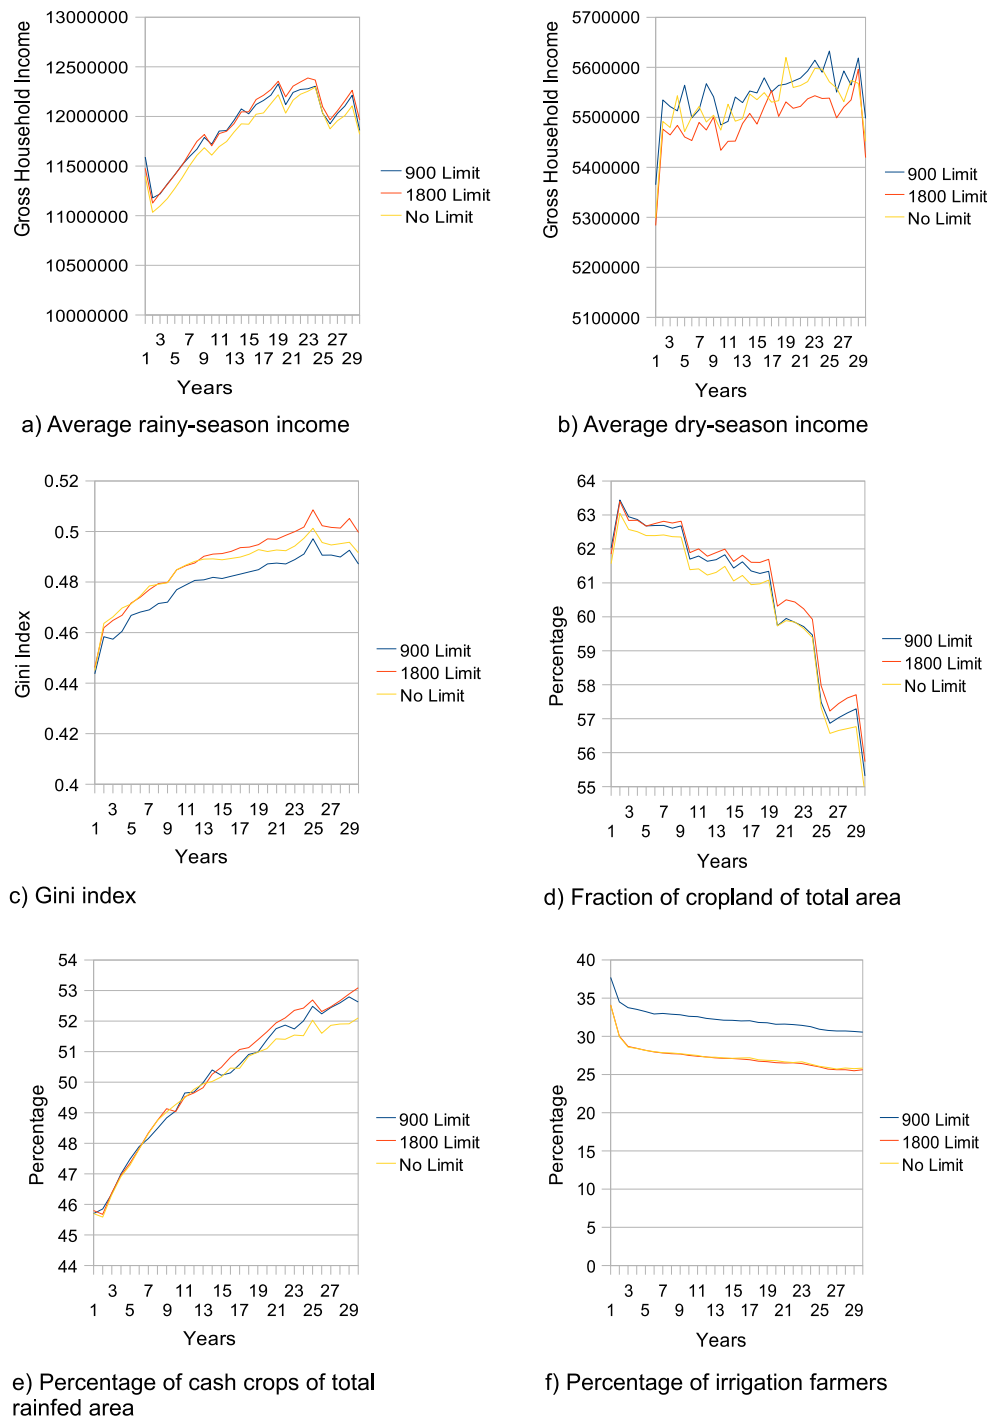 13000000
12500000
12000000
11500000
11000000
10500000
10000000
Gross Household Income
900 Limit
1800 Limit
No Limit
3 7 11 15 19 23 27
1 5 9 13 17 21 25 29
Years
a) Average rainy-season income
5700000
5600000
5500000
5400000
5300000
5200000
5100000
Gross Household Income
900 Limit
1800 Limit
No Limit
3 7 11 15 19 23 27
1 5 9 13 17 21 25 29
Years
b) Average dry-season income
0.52
0.5
0.48
0.46
0.44
0.42
0.4
Gini Index
900 Limit
1800 Limit
No Limit
3 7 11 15 19 23 27
1 5 9 13 17 21 25 29
Years
c) Gini index
64
63
62
61
60
59
58
57
56
55
Percentage
900 Limit
1800 Limit
No Limit
3 7 11 15 19 23 27
1 5 9 13 17 21 25 29
Years
d) Fraction of cropland of total area
54
53
52
51
50
49
48
47
46
45
44
Percentage
900 Limit
1800 Limit
No Limit
3 7 11 15 19 23 27
1 5 9 13 17 21 25 29
Years
e) Percentage of cash crops of total
rainfed area
40
35
30
25
20
15
10
5
0
Percentage
900 Limit
1800 Limit
No Limit
3 7 11 15 19 23 27
1 5 9 13 17 21 25 29
Years
f) Percentage of irrigation farmers